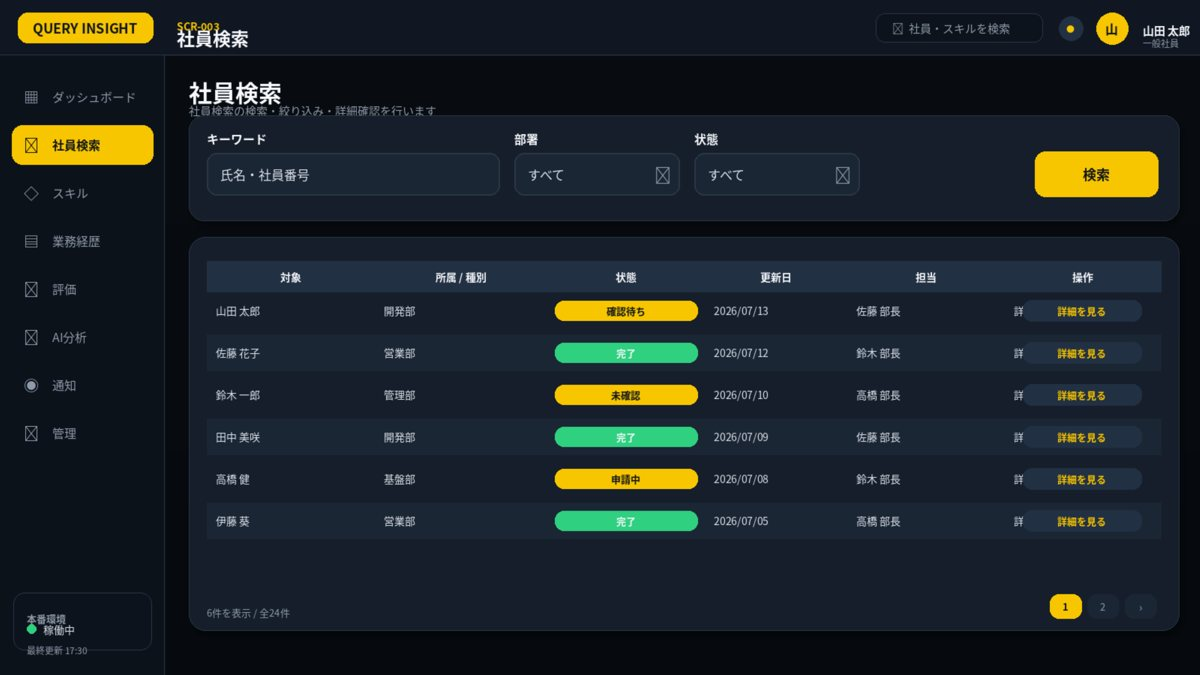 QUERY INSIGHT
SCR-003
社員検索
社員・スキルを検索
山
山田 太郎
一般社員
ダッシュボード
社員検索
スキル
業務経歴
評価
AI分析
通知
管理
本番環境
稼働中
最終更新 17:30
社員検索
社員検索の検索・絞り込み・詳細確認を行います
キーワード 部署 状態
氏名・社員番号 すべて すべて 検索
対象 所属 / 種別 状態 更新日 担当 操作
山田 太郎 開発部 確認待ち 2026/07/13 佐藤 部長 詳 詳細を見る
佐藤 花子 営業部 完了 2026/07/12 鈴木 部長 詳 詳細を見る
鈴木 一郎 管理部 未確認 2026/07/10 高橋 部長 詳 詳細を見る
田中 美咲 開発部 完了 2026/07/09 佐藤 部長 詳 詳細を見る
高橋 健 基盤部 申請中 2026/07/08 鈴木 部長 詳 詳細を見る
伊藤 葵 営業部 完了 2026/07/05 高橋 部長 詳 詳細を見る
6件を表示 / 全24件 1 2 ›